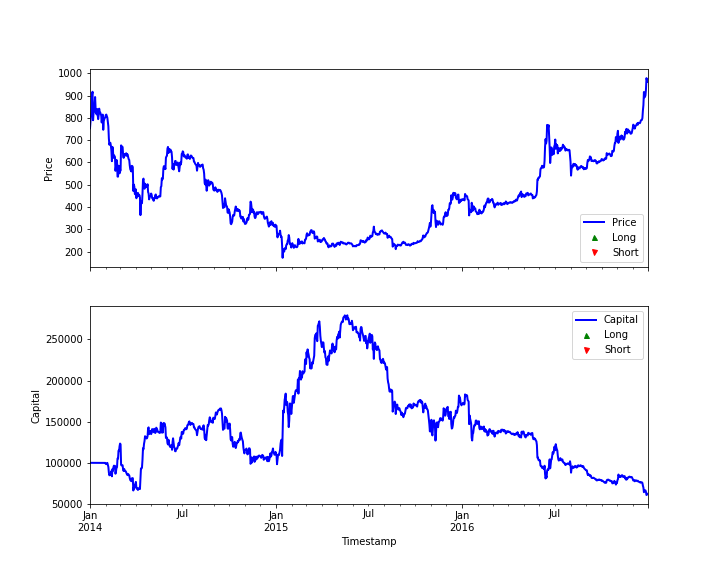 1000
900
800
700
600
500
400
300
200
Price
Price
Long
Short
250000
200000
150000
100000
50000
Capital
Capital
Long
Short
Jan Jul Jan Jul Jan Jul
2014 2015 2016
Timestamp